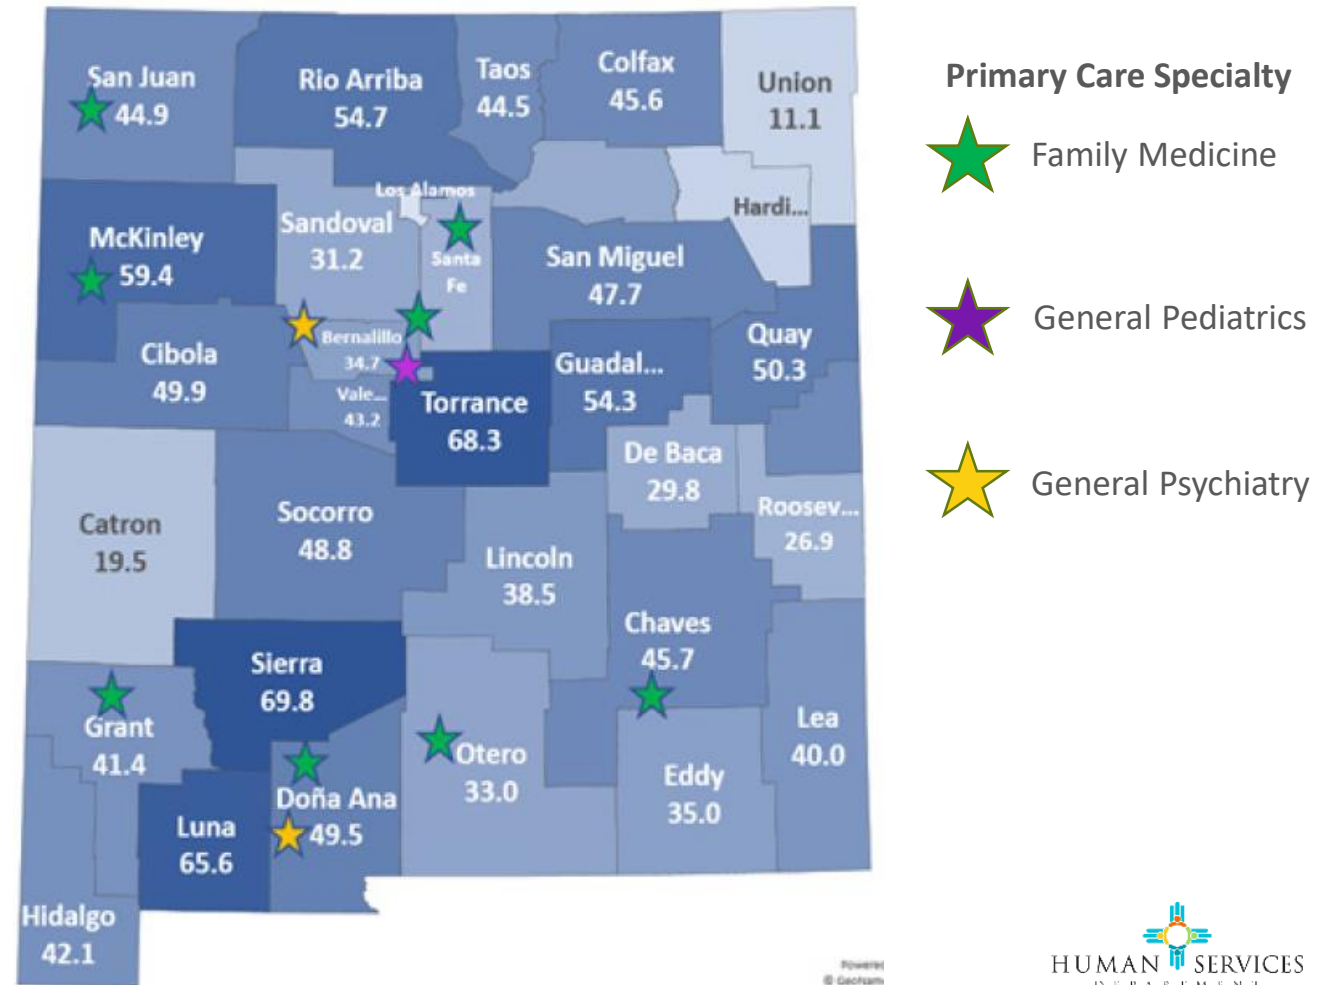 San Juan
44.9
Rio Arriba
54.7
Taos
44.5
Colfax
45.6
Union
11.1
Los Alamos
Hardi...
McKinley
59.4
Sandoval
31.2
Santa
Fe
San Miguel
47.7
Bernalillo
34.7
Cibola
49.9
Vale...
43.2
Torrance
68.3
Guadal...
54.3
Quay
50.3
De Baca
29.8
Roosev...
26.9
Catron
19.5
Socorro
48.8
Lincoln
38.5
Chaves
45.7
Sierra
69.8
Grant
41.4
Otero
33.0
Lea
40.0
Doña Ana
49.5
Eddy
35.0
Luna
65.6
Hidalgo
42.1
Primary Care Specialty
Family Medicine
General Pediatrics
General Psychiatry
Powered
HUMAN SERVICES